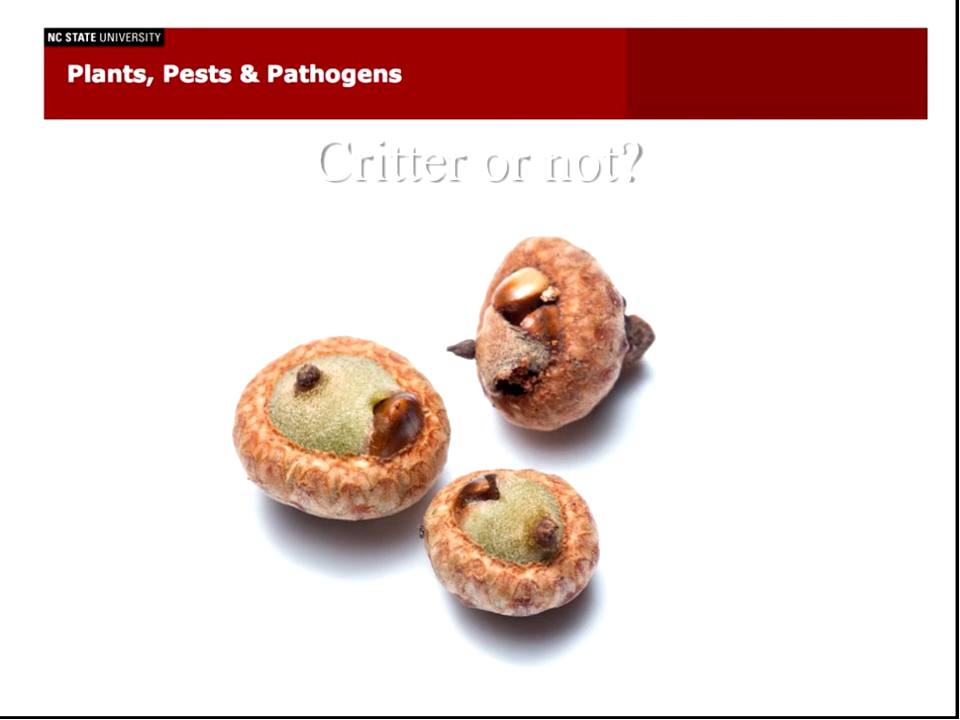 NC STATE UNIVERSITY
Plants, Pests & Pathogens
Critter or not?